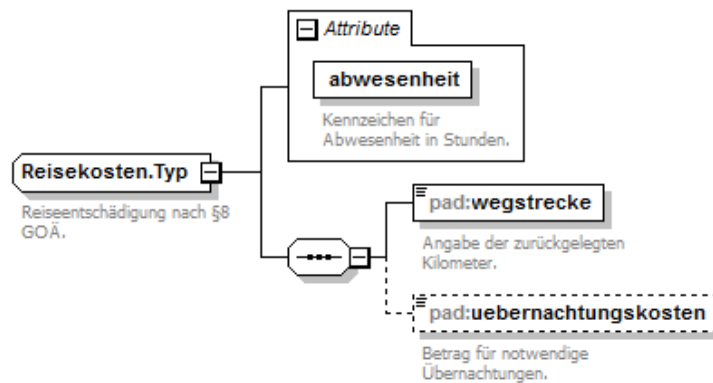 Attribute
abwesenheit
Kennzeichen für
Abwesenheit in Stunden.
Reisekosten.Typ
Reiseentschädigung nach §8
GOÄ.
pad:wegstrecke
Angabe der zurückgelegten
Kilometer.
pad:uebernachtungskosten
Betrag für notwendige
Übernachtungen.